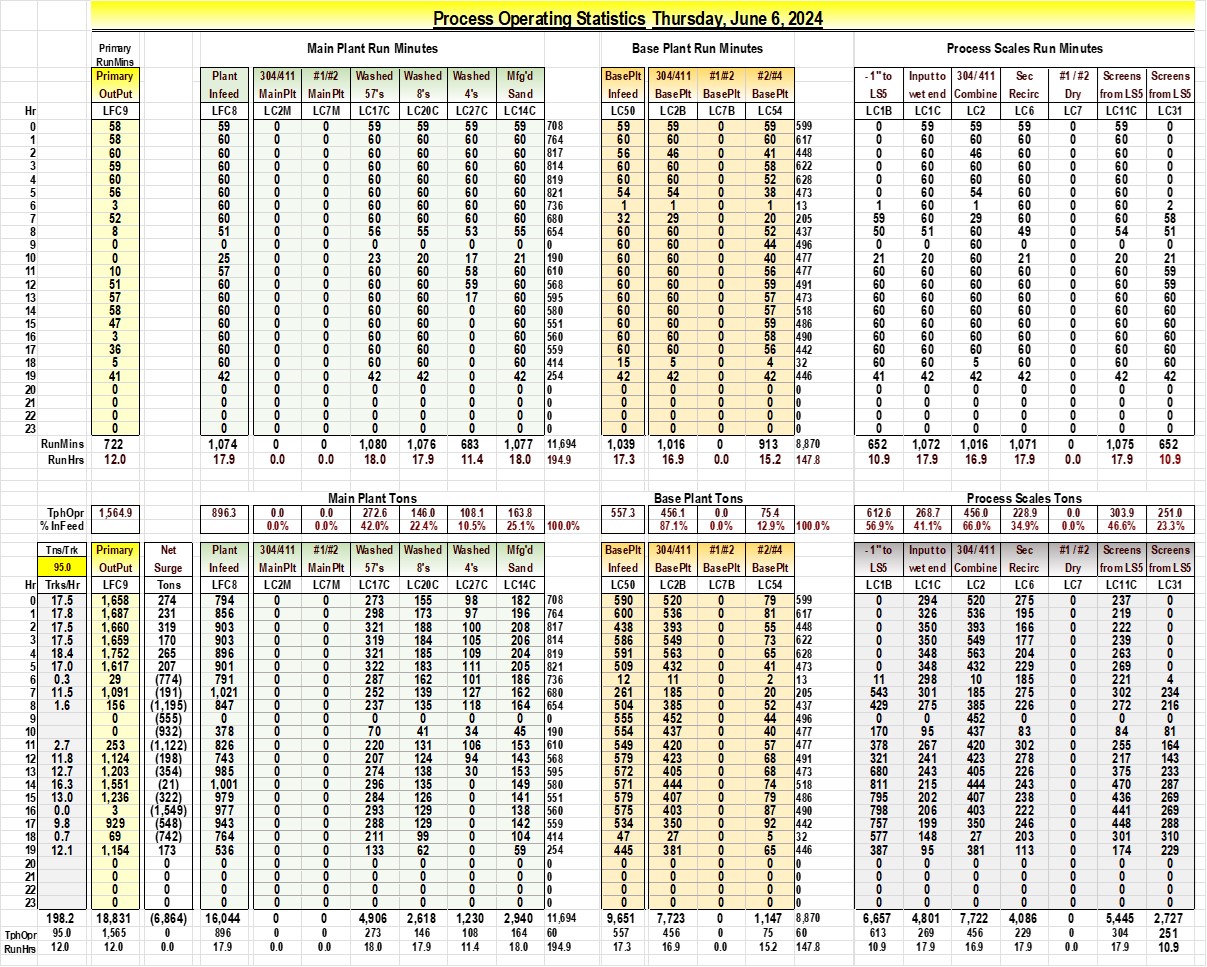 Process Operating Statistics Thursday, June 6, 2024
Primary Main Plant Run Minutes Base Plant Run Minutes Process Scales Run Minutes
RunMins
Primary Plant 304/411 #1/#2 Washed Washed Washed Mfg'd BasePlt 304/411 #1/#2 #2/#4 - 1" to Input to 304/ 411 Sec #1 / #2 Screens Screens
OutPut Infeed MainPlt MainPlt 57's 8's 4's Sand Infeed BasePlt BasePlt BasePlt LS5 wet end Combine Recirc Dry from LS5 from LS5
Hr LFC9 LFC8 LC2M LC7M LC17C LC20C LC27C LC14C LC50 LC2B LC7B LC54 LC1B LC1C LC2 LC6 LC7 LC11C LC31
0 58 59 0 0 59 59 59 59 708 59 59 0 59 599 0 59 59 59 0 59 0
1 58 60 0 0 60 60 60 60 764 60 60 0 60 617 0 60 60 60 0 60 0
2 60 60 0 0 60 60 60 60 817 56 46 0 41 448 0 60 46 60 0 60 0
3 59 60 0 0 60 60 60 60 814 60 60 0 58 622 0 60 60 60 0 60 0
4 60 60 0 0 60 60 60 60 819 60 60 0 52 628 0 60 60 60 0 60 0
5 56 60 0 0 60 60 60 60 821 54 54 0 38 473 0 60 54 60 0 60 0
6 3 60 0 0 60 60 60 60 736 1 1 0 1 13 1 60 1 60 0 60 2
7 52 60 0 0 60 60 60 60 680 32 29 0 20 205 59 60 29 60 0 60 58
8 8 51 0 0 56 55 53 55 654 60 60 0 52 437 50 51 60 49 0 54 51
9 0 0 0 0 0 0 0 0 0 60 60 0 44 496 0 0 60 0 0 0 0
10 0 25 0 0 23 20 17 21 190 60 60 0 40 477 21 20 60 21 0 20 21
11 10 57 0 0 60 60 58 60 610 60 60 0 56 477 60 60 60 60 0 60 59
12 51 60 0 0 60 60 59 60 568 60 60 0 59 491 60 60 60 60 0 60 59
13 57 60 0 0 60 60 17 60 595 60 60 0 57 473 60 60 60 60 0 60 60
14 58 60 0 0 60 60 0 60 580 60 60 0 57 518 60 60 60 60 0 60 60
15 47 60 0 0 60 60 0 60 551 60 60 0 59 486 60 60 60 60 0 60 60
16 3 60 0 0 60 60 0 60 560 60 60 0 58 490 60 60 60 60 0 60 60
17 36 60 0 0 60 60 0 60 559 60 60 0 56 442 60 60 60 60 0 60 60
18 5 60 0 0 60 60 0 60 414 15 5 0 4 32 60 60 5 60 0 60 60
19 41 42 0 0 42 42 0 42 254 42 42 0 42 446 41 42 42 42 0 42 42
20 0 0 0 0 0 0 0 0 0 0 0 0 0 0 0 0 0 0 0 0 0
21 0 0 0 0 0 0 0 0 0 0 0 0 0 0 0 0 0 0 0 0 0
22 0 0 0 0 0 0 0 0 0 0 0 0 0 0 0 0 0 0 0 0 0
23 0 0 0 0 0 0 0 0 0 0 0 0 0 0 0 0 0 0 0 0 0
RunMins 722 1,074 0 0 1,080 1,076 683 1,077 11,694 1,039 1,016 0 913 8,870 652 1,072 1,016 1,071 0 1,075 652
Run Hrs 12.0 17.9 0.0 0.0 18.0 17.9 11.4 18.0 194.9 17.3 16.9 0.0 15.2 147.8 10.9 17.9 16.9 17.9 0.0 17.9 10.9
Main Plant Tons Base Plant Tons Process Scales Tons
TphOpr 1,564.9 896.3 0.0 0.0 272.6 146.0 108.1 163.8 557.3 456.1 0.0 75.4 612.6 268.7 456.0 228.9 0.0 303.9 251.0
% InFeed 0.0% 0.0% 42.0% 22.4% 10.5% 25.1% 100.0% 87.1% 0.0% 12.9% 100.0% 56.9% 41.1% 66.0% 34.9% 0.0% 46.6% 23.3%
Tns/Trk Primary Net Plant 304/411 #1/#2 Washed Washed Washed Mfg'd BasePlt 304/411 #1/#2 #2/#4 - 1" to Input to 304/ 411 Sec #1 / #2 Screens Screens
95.0 OutPut Surge Infeed MainPlt MainPlt 57's 8's 4's Sand Infeed BasePlt BasePlt BasePlt LS5 wet end Combine Recirc Dry from LS5 from LS5
Hr Trks/Hr LFC9 Tons LFC8 LC2M LC7M LC17C LC20C LC27C LC14C LC50 LC2B LC7B LC54 LC1B LC1C LC2 LC6 LC7 LC11C LC31
0 17.5 1,658 274 794 0 0 273 155 98 182 708 590 520 0 79 599 0 294 520 275 0 237 0
1 17.8 1,687 231 856 0 0 298 173 97 196 764 600 536 0 81 617 0 326 536 195 0 219 0
2 17.5 1,660 319 903 0 0 321 188 100 208 817 438 393 0 55 448 0 350 393 166 0 222 0
3 17.5 1,659 170 903 0 0 319 184 105 206 814 586 549 0 73 622 0 350 549 177 0 239 0
4 18.4 1,752 265 896 0 0 321 185 109 204 819 591 563 0 65 628 0 348 563 204 0 263 0
5 17.0 1,617 207 901 0 0 322 183 111 205 821 509 432 0 41 473 0 348 432 229 0 269 0
6 0.3 29 (774) 791 0 0 287 162 101 186 736 12 11 0 2 13 11 298 10 185 0 221 4
7 11.5 1,091 (191) 1,021 0 0 252 139 127 162 680 261 185 0 20 205 543 301 185 275 0 302 234
8 1.6 156 (1,195) 847 0 0 237 135 118 164 654 504 385 0 52 437 429 275 385 226 0 272 216
9 0 (555) 0 0 0 0 0 0 0 0 555 452 0 44 496 0 0 452 0 0 0 0
10 0 (932) 378 0 0 70 41 34 45 190 554 437 0 40 477 170 95 437 83 0 84 81
11 2.7 253 (1,122) 826 0 0 220 131 106 153 610 549 420 0 57 477 378 267 420 302 0 255 164
12 11.8 1,124 (198) 743 0 0 207 124 94 143 568 579 423 0 68 491 321 241 423 278 0 217 143
13 12.7 1,203 (354) 985 0 0 274 138 30 153 595 572 405 0 68 473 680 243 405 226 0 375 233
14 16.3 1,551 (21) 1,001 0 0 296 135 0 149 580 571 444 0 74 518 811 215 444 243 0 470 287
15 13.0 1,236 (322) 979 0 0 284 126 0 141 551 579 407 0 79 486 795 202 407 238 0 436 269
16 0.0 3 (1,549) 977 0 0 293 129 0 138 560 575 403 0 87 490 798 206 403 222 0 441 269
17 9.8 929 (548) 943 0 0 288 129 0 142 559 534 350 0 92 442 757 199 350 246 0 448 288
18 0.7 69 (742) 764 0 0 211 99 0 104 414 47 27 0 5 32 577 148 27 203 0 301 310
19 12.1 1,154 173 536 0 0 133 62 0 59 254 445 381 0 65 446 387 95 381 113 0 174 229
20 0 0 0 0 0 0 0 0 0 0 0 0 0 0 0 0 0 0 0 0 0 0
21 0 0 0 0 0 0 0 0 0 0 0 0 0 0 0 0 0 0 0 0 0 0
22 0 0 0 0 0 0 0 0 0 0 0 0 0 0 0 0 0 0 0 0 0 0
23 0 0 0 0 0 0 0 0 0 0 0 0 0 0 0 0 0 0 0 0 0 0
198.2 18,831 (6,864) 16,044 0 0 4,906 2,618 1,230 2,940 11,694 9,651 7,723 0 1,147 8,870 6,657 4,801 7,722 4,086 0 5,445 2,727
TphOpr 95.0 1,565 0 896 0 0 273 146 108 164 60 557 456 0 75 60 613 269 456 229 0 304 251
RunHrs 12.0 12.0 0.0 17.9 0.0 0.0 18.0 17.9 11.4 18.0 194.9 17.3 16.9 0.0 15.2 147.8 10.9 17.9 16.9 17.9 0.0 17.9 10.9